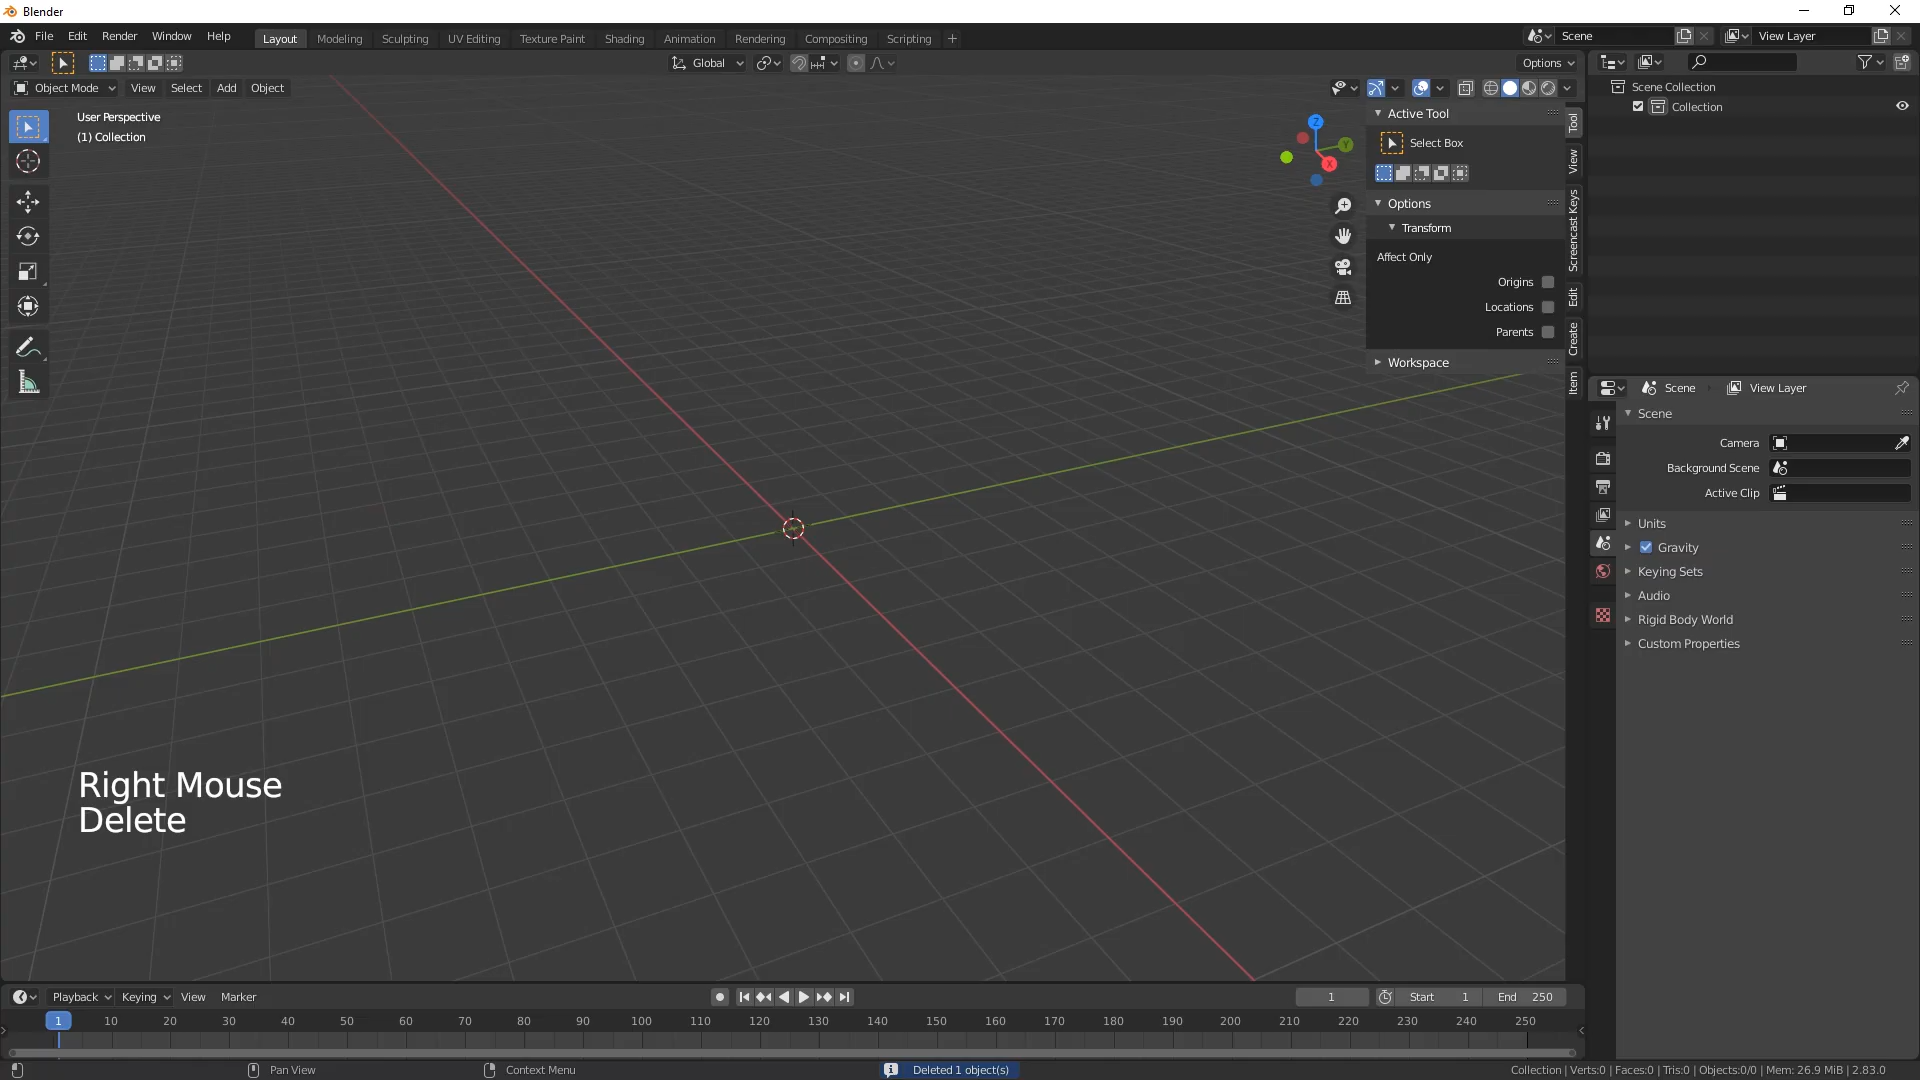 Blender
File Edit Render Window Help
Layout Modeling Sculpting UV Editing Texture Paint Shading Animation Rendering Compositing Scripting +
Scene
View Layer
Global
Options
Object Mode View Select Add Object
User Perspective
(1) Collection
Z
Y
X
Active Tool
Select Box
Options
Transform
Affect Only
Origins
Locations
Parents
Workspace
Tool
View
Screencast Keys
Edit
Create
Item
Scene Collection
Collection
Scene View Layer
Scene
Camera
Background Scene
Active Clip
Units
Gravity
Keying Sets
Audio
Rigid Body World
Custom Properties
Right Mouse
Delete
Playback Keying View Marker
1
Start 1
End 250
1 10 20 30 40 50 60 70 80 90 100 110 120 130 140 150 160 170 180 190 200 210 220 230 240 250
Pan View
Context Menu
Deleted 1 object(s)
Collection | Verts:0 | Faces:0 | Tris:0 | Objects:0/0 | Mem: 26.9 MiB | 2.83.0